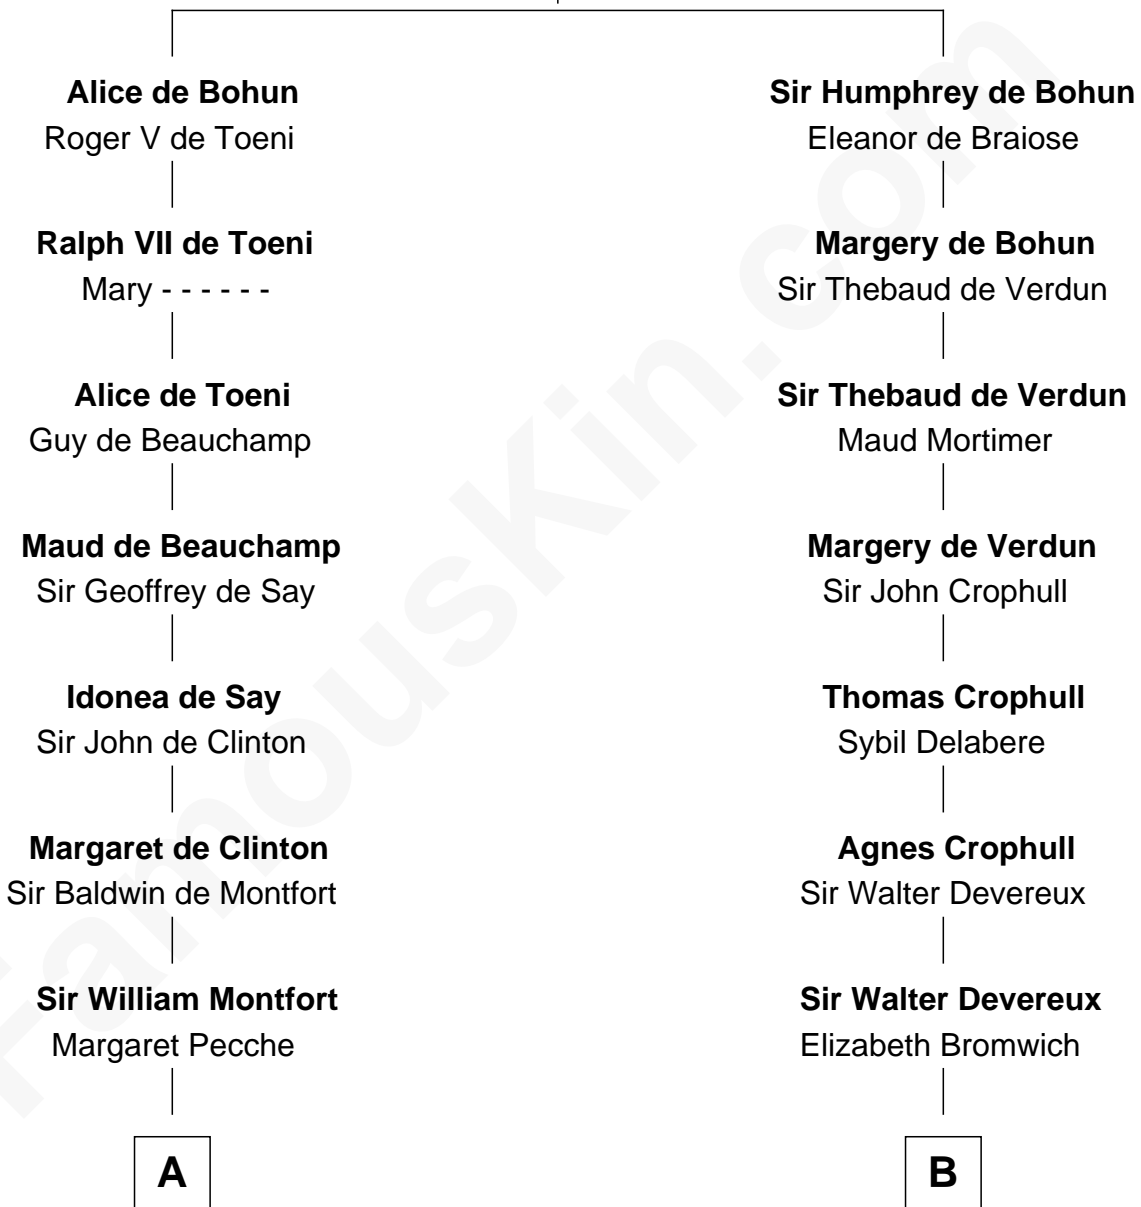 Alice de Bohun
Roger V de Toeni
Ralph VII de Toeni
Mary - - - - - -
Alice de Toeni
Guy de Beauchamp
Maud de Beauchamp
Sir Geoffrey de Say
Idonea de Say
Sir John de Clinton
Margaret de Clinton
Sir Baldwin de Montfort
Sir William Montfort
Margaret Pecche
A
Sir Humphrey de Bohun
Eleanor de Braiose
Margery de Bohun
Sir Thebaud de Verdun
Sir Thebaud de Verdun
Maud Mortimer
Margery de Verdun
Sir John Crophull
Thomas Crophull
Sybil Delabere
Agnes Crophull
Sir Walter Devereux
Sir Walter Devereux
Elizabeth Bromwich
B
FamousKin.com